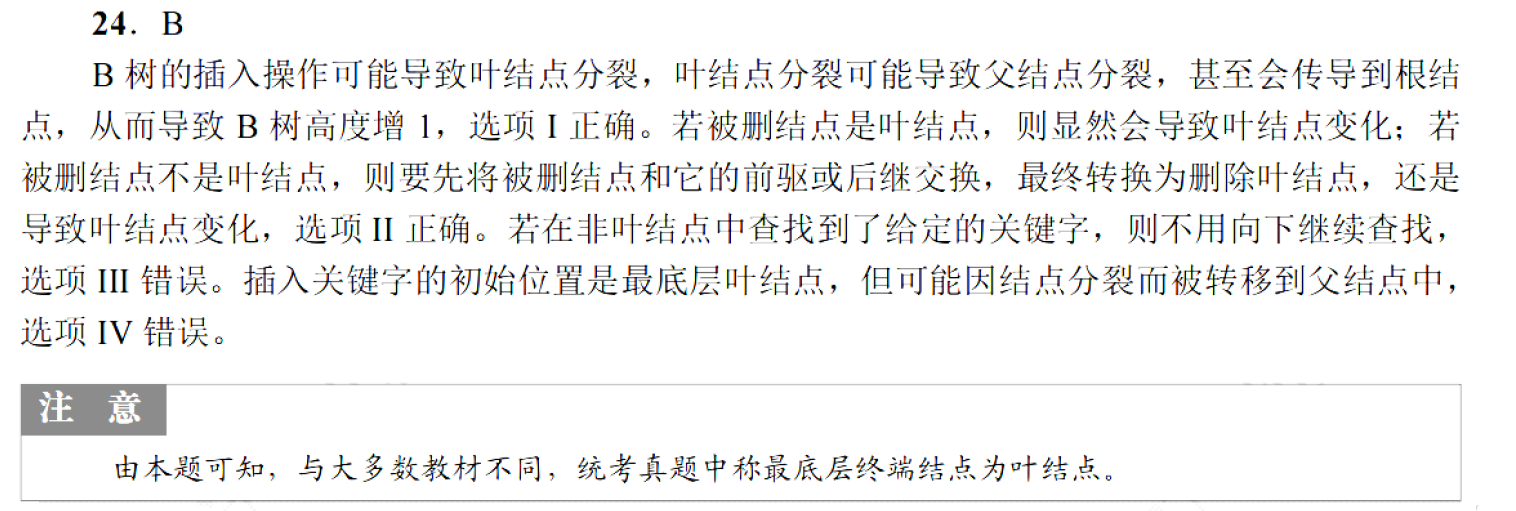 24．B
B 树的插入操作可能导致叶结点分裂，叶结点分裂可能导致父结点分裂，甚至会传导到根结
点，从而导致 B 树高度增 1，选项 I 正确。若被删结点是叶结点，则显然会导致叶结点变化；若
被删结点不是叶结点，则要先将被删结点和它的前驱或后继交换，最终转换为删除叶结点，还是
导致叶结点变化，选项 II 正确。若在非叶结点中查找到了给定的关键字，则不用向下继续查找，
选项 III 错误。插入关键字的初始位置是最底层叶结点，但可能因结点分裂而被转移到父结点中，
选项 IV 错误。
注 意
由本题可知，与大多数教材不同，统考真题中称最底层终端结点为叶结点。